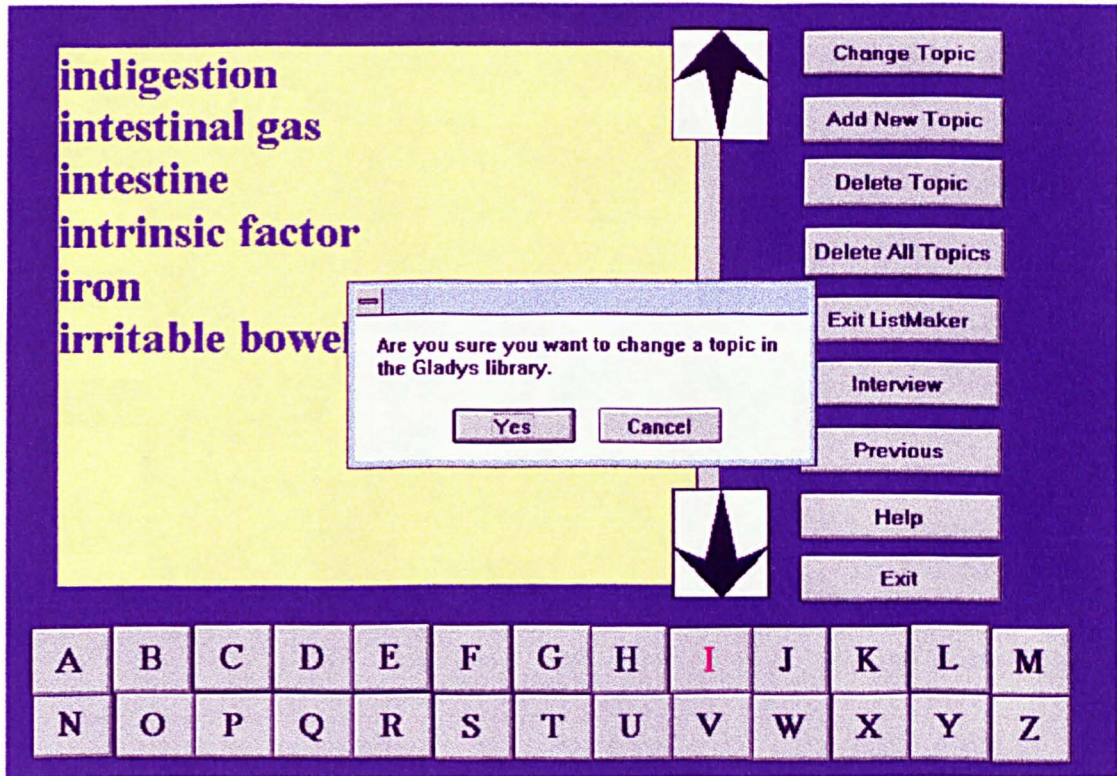 indigestion
intestinal gas
intestine
intrinsic factor
iron
irritable bowel
Are you sure you want to change a topic in
the Gladys library.
Yes
Cancel
Change Topic
Add New Topic
Delete Topic
Delete All Topics
Exit ListMaker
Interview
Previous
Help
Exit
A B C D E F G H I J K L M
N O P Q R S T U V W X Y Z